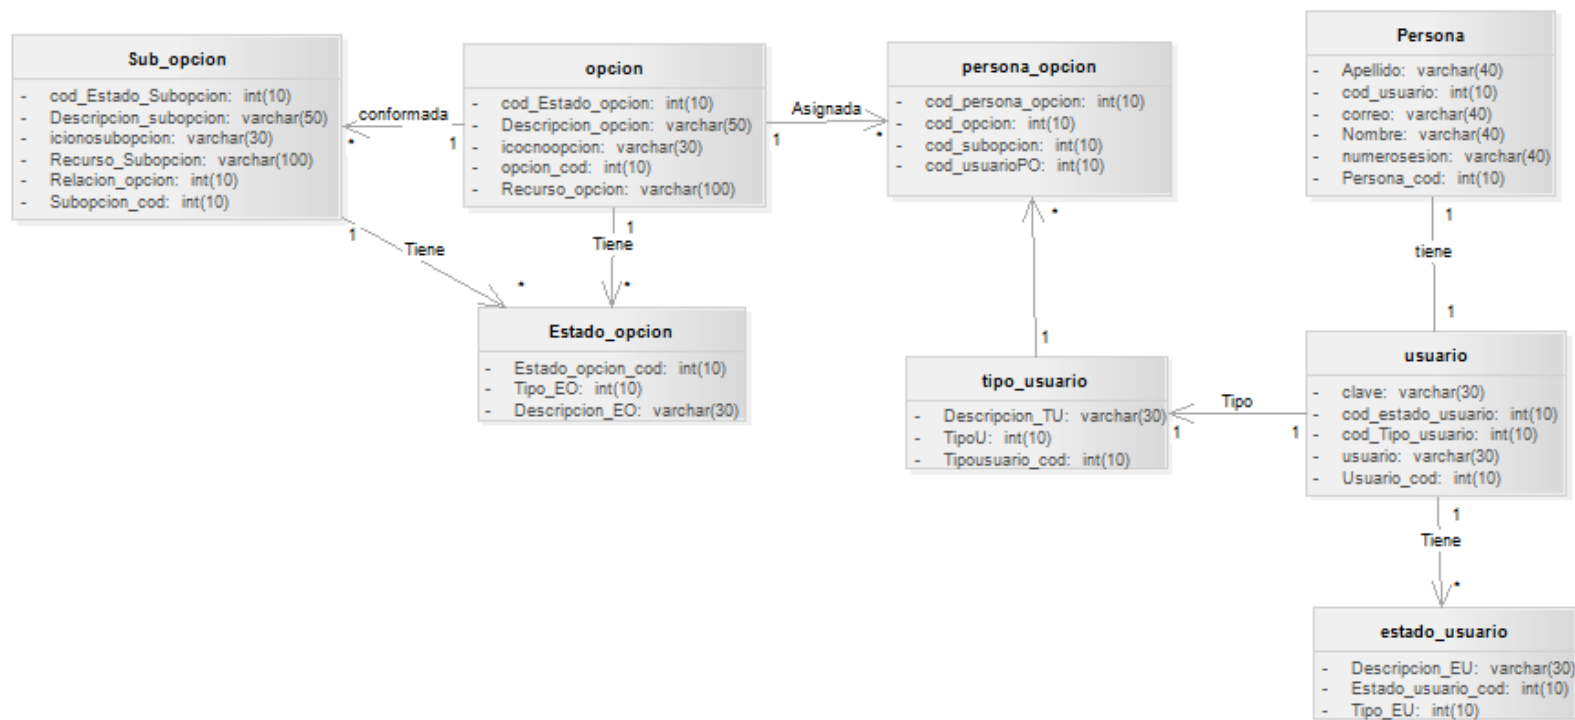 Sub_opcion
- cod_Estado_Subopcion: int(10)
- Descripcion_subopcion: varchar(50)
- icionosubopcion: varchar(30)
- Recurso_Subopcion: varchar(100)
- Relacion_opcion: int(10)
- Subopcion_cod: int(10)
conformada
* 1
opcion
- cod_Estado_opcion: int(10)
- Descripcion_opcion: varchar(50)
- icocnoopcion: varchar(30)
- opcion_cod: int(10)
- Recurso_opcion: varchar(100)
Asignada
1 *
persona_opcion
- cod_persona_opcion: int(10)
- cod_opcion: int(10)
- cod_subopcion: int(10)
- cod_usuarioPO: int(10)
Persona
- Apellido: varchar(40)
- cod_usuario: int(10)
- correo: varchar(40)
- Nombre: varchar(40)
- numerosesion: varchar(40)
- Persona_cod: int(10)
1
Tiene
*
1
Tiene
*
*
1
1
tiene
1
Estado_opcion
- Estado_opcion_cod: int(10)
- Tipo_EO: int(10)
- Descripcion_EO: varchar(30)
tipo_usuario
- Descripcion_TU: varchar(30)
- TipoU: int(10)
- Tipousuario_cod: int(10)
Tipo
1 1
usuario
- clave: varchar(30)
- cod_estado_usuario: int(10)
- cod_Tipo_usuario: int(10)
- usuario: varchar(30)
- Usuario_cod: int(10)
1
Tiene
*
estado_usuario
- Descripcion_EU: varchar(30)
- Estado_usuario_cod: int(10)
- Tipo_EU: int(10)